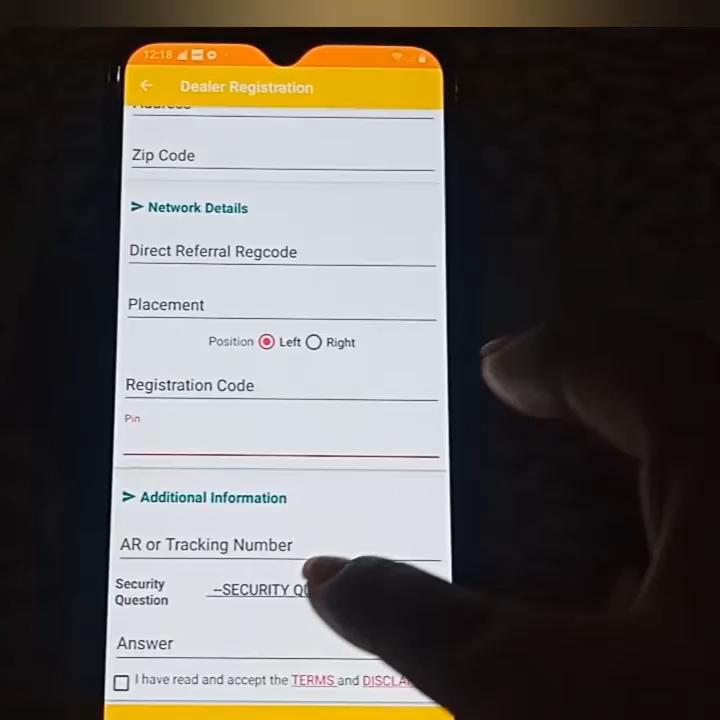 12:18
Dealer Registration
Address
Zip Code
Network Details
Direct Referral Regcode
Placement
Position Left Right
Registration Code
Pin
Additional Information
AR or Tracking Number
Security
Question
--SECURITY
Answer
I have read and accept the TERMS and